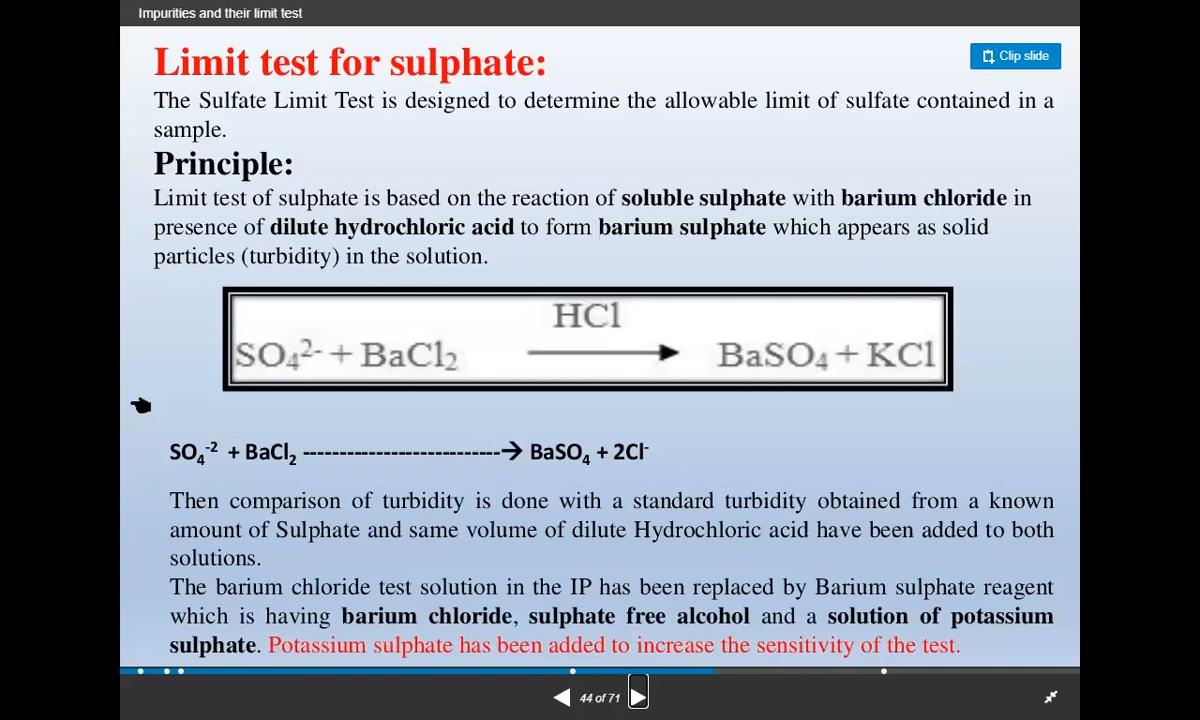 Impurities and their limit test
Limit test for sulphate:
Clip slide
The Sulfate Limit Test is designed to determine the allowable limit of sulfate contained in a
sample.
Principle:
Limit test of sulphate is based on the reaction of soluble sulphate with barium chloride in
presence of dilute hydrochloric acid to form barium sulphate which appears as solid
particles (turbidity) in the solution.
HCl
SO₄²⁻ + BaCl₂ → BaSO₄ + KCl
SO₄⁻² + BaCl₂ ---------------------------→ BaSO₄ + 2Cl⁻
Then comparison of turbidity is done with a standard turbidity obtained from a known
amount of Sulphate and same volume of dilute Hydrochloric acid have been added to both
solutions.
The barium chloride test solution in the IP has been replaced by Barium sulphate reagent
which is having barium chloride, sulphate free alcohol and a solution of potassium
sulphate. Potassium sulphate has been added to increase the sensitivity of the test.
44 of 71